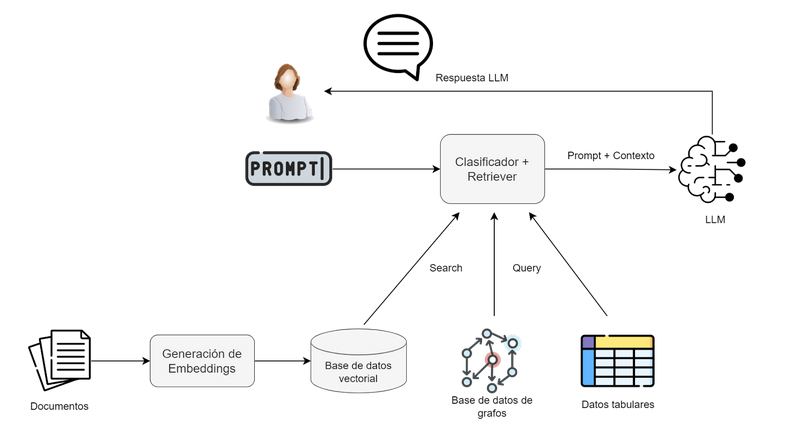 Respuesta LLM
PROMPT
Clasificador +
Retriever
Prompt + Contexto
LLM
Search
Query
Generación de
Embeddings
Base de datos
vectorial
Documentos
Base de datos de
grafos
Datos tabulares